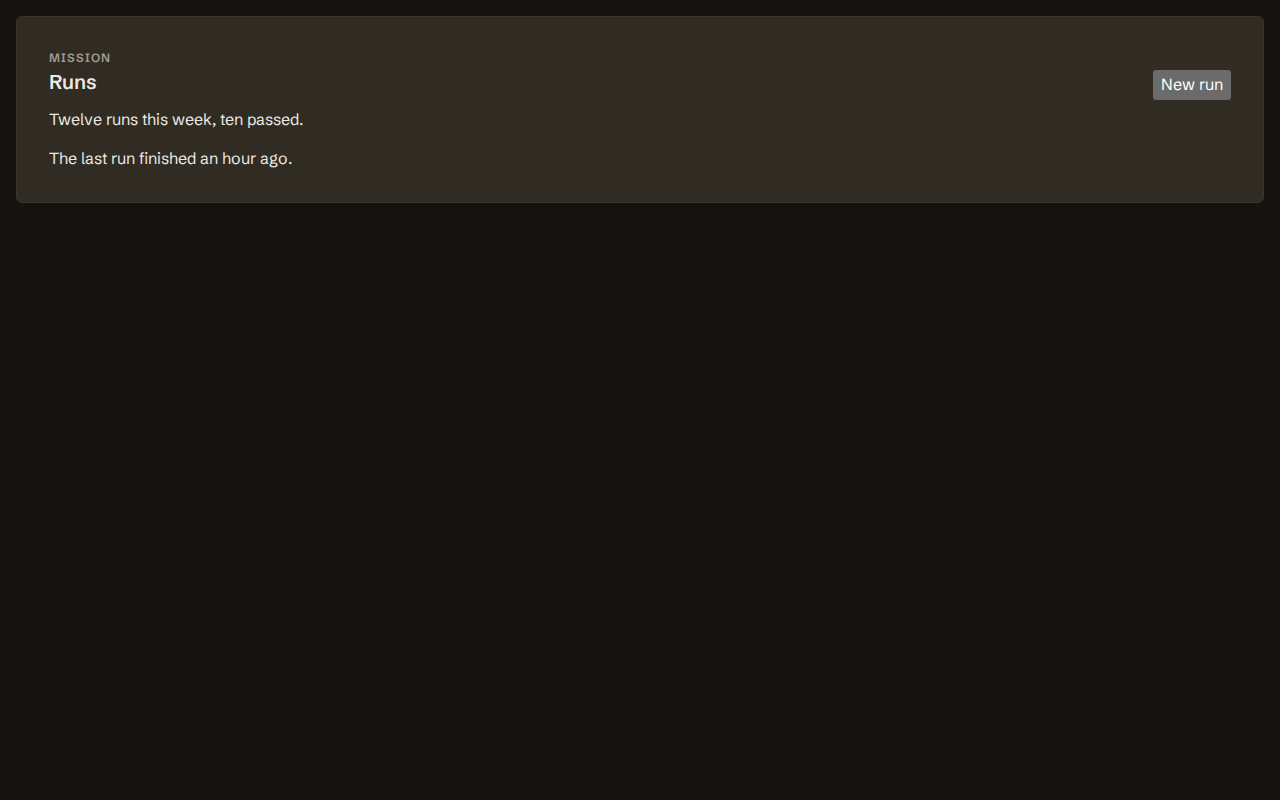 MISSION
Runs
New run
Twelve runs this week, ten passed.
The last run finished an hour ago.